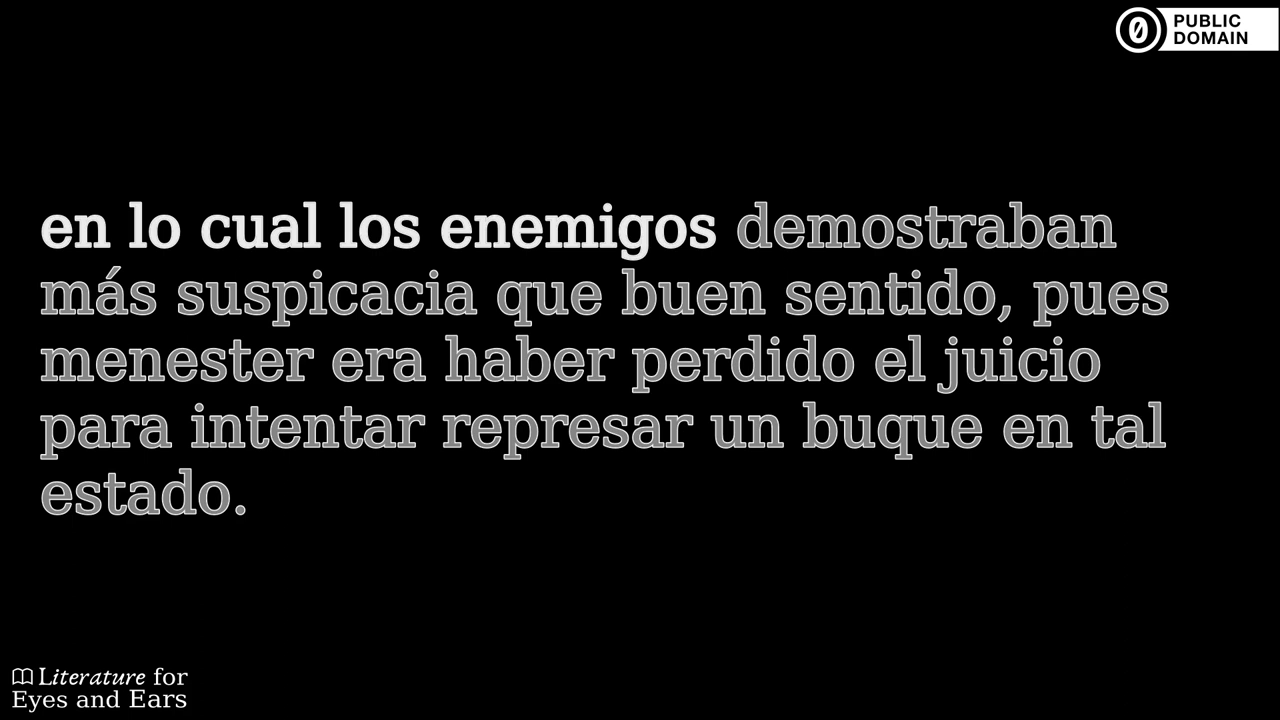 PUBLIC
DOMAIN
en lo cual los enemigos demostraban
más suspicacia que buen sentido, pues
menester era haber perdido el juicio
para intentar represar un buque en tal
estado.
Literature for
Eyes and Ears